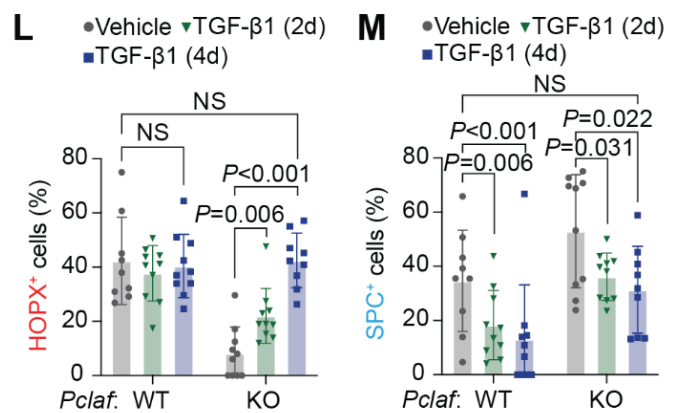 L
Vehicle TGF-β1 (2d)
TGF-β1 (4d)
NS
NS
P<0.001
P=0.006
HOPX⁺ cells (%)
80
60
40
20
0
Pclaf: WT KO
M
Vehicle TGF-β1 (2d)
TGF-β1 (4d)
NS
P<0.001
P=0.022
P=0.006
P=0.031
SPC⁺ cells (%)
80
60
40
20
0
Pclaf: WT KO